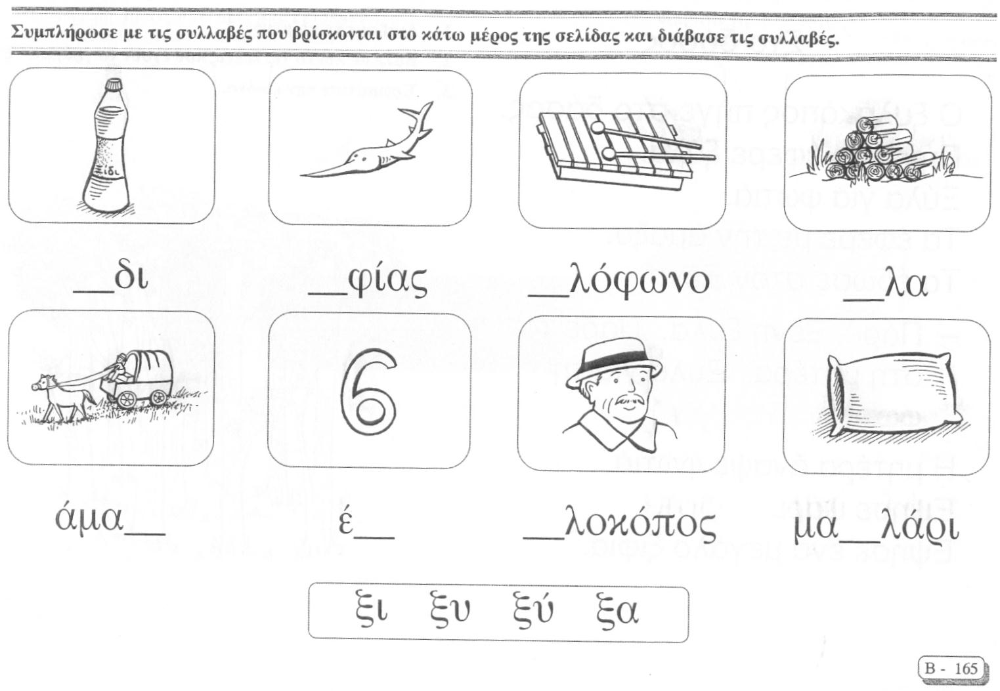 Συμπλήρωσε με τις συλλαβές που βρίσκονται στο κάτω μέρος της σελίδας και διάβασε τις συλλαβές.
__δι __φίας __λόφωνο __λα
άμα__ έ__ __λοκόπος μα__λάρι
ξι ξυ ξύ ξα
Β - 165